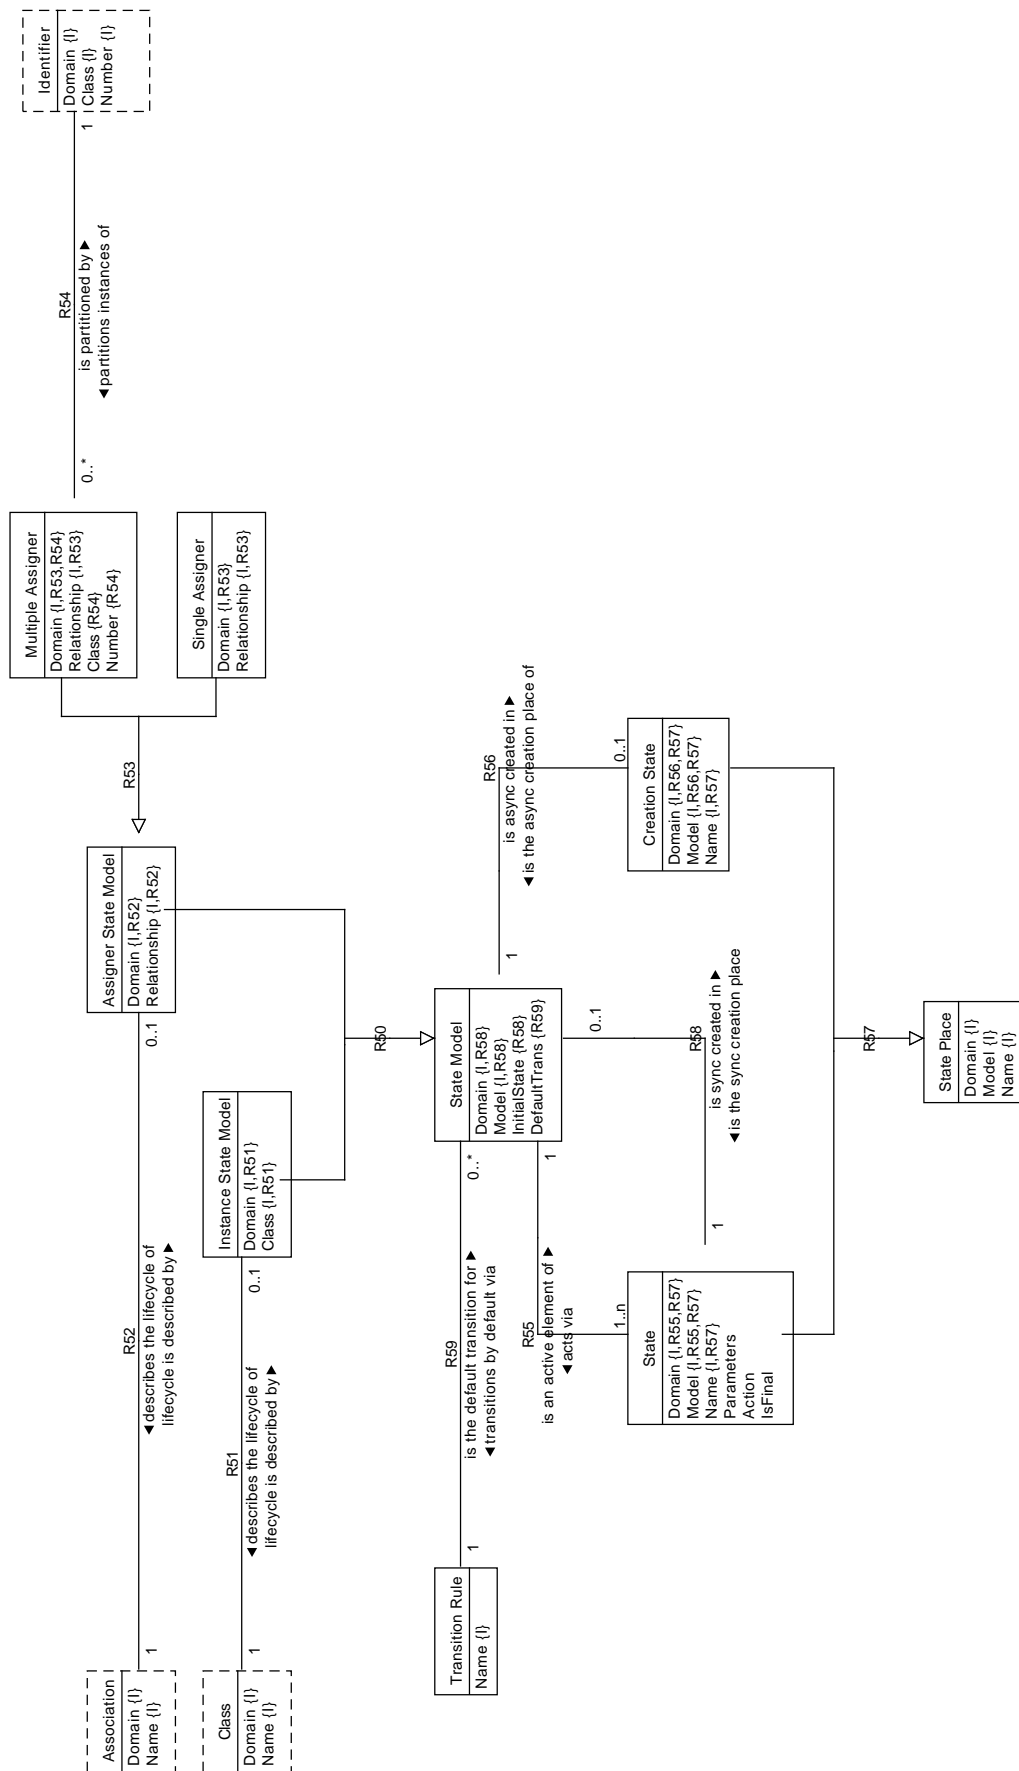 Association
Domain {I}
Name {I}
1
R52
◄describes the lifecycle of
lifecycle is described by►
0..1
Assigner State Model
Domain {I,R52}
Relationship {I,R52}
R53
Multiple Assigner
Domain {I,R53,R54}
Relationship {I,R53}
Class {R54}
Number {R54}
0..*
R54
is partitioned by►
◄partitions instances of
1
Identifier
Domain {I}
Class {I}
Number {I}
Single Assigner
Domain {I,R53}
Relationship {I,R53}
Class
Domain {I}
Name {I}
1
R51
◄describes the lifecycle of
lifecycle is described by►
0..1
Instance State Model
Domain {I,R51}
Class {I,R51}
R50
Transition Rule
Name {I}
1
R59
is the default transition for►
◄transitions by default via
0..*
State Model
Domain {I,R58}
Model {I,R58}
InitialState {R58}
DefaultTrans {R59}
1
R56
is async created in►
◄is the async creation place of
0..1
1
R55
is an active element of►
◄acts via
1..n
0..1
R58
is sync created in►
◄is the sync creation place
1
State
Domain {I,R55,R57}
Model {I,R55,R57}
Name {I,R57}
Parameters
Action
IsFinal
Creation State
Domain {I,R56,R57}
Model {I,R56,R57}
Name {I,R57}
R57
State Place
Domain {I}
Model {I}
Name {I}